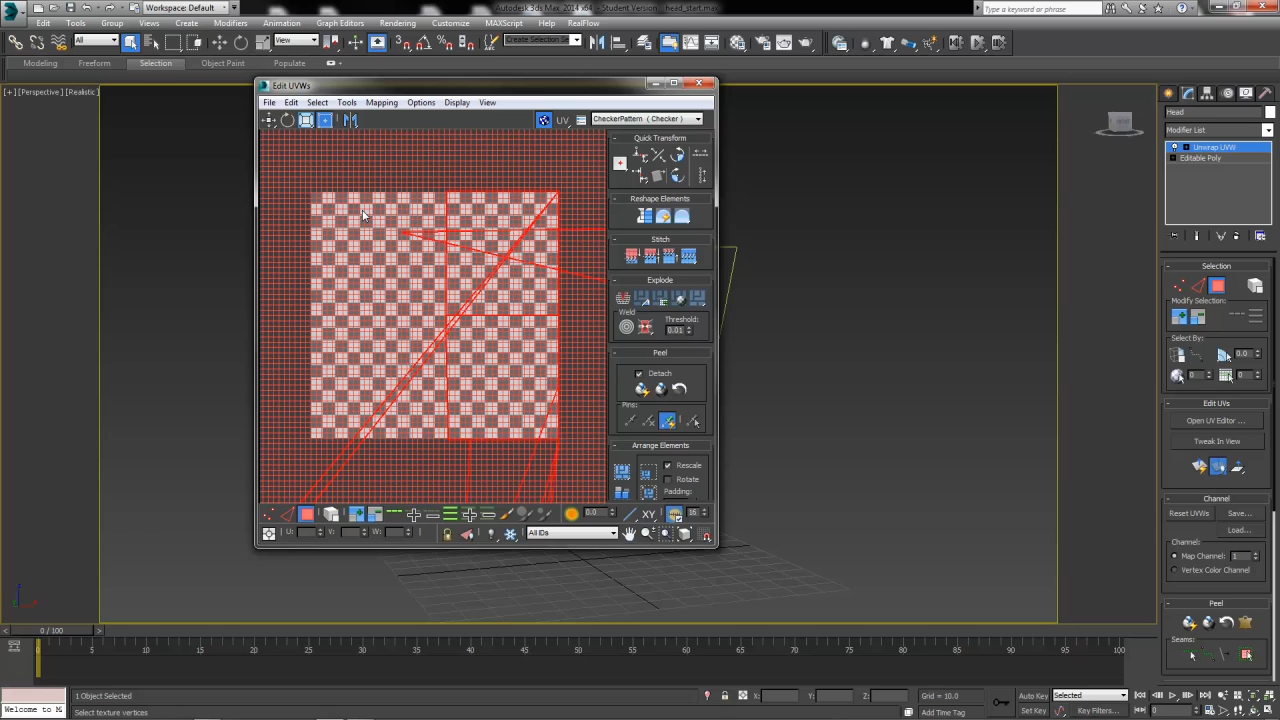 Workspace: Default
Autodesk 3ds Max 2014 x64 - Student Version head_start.max
Type a keyword or phrase
Edit Tools Group Views Create Modifiers Animation Graph Editors Rendering Customize MAXScript Help RealFlow
All View Create Selection Se
Modeling Freeform Selection Object Paint Populate
[+] [Perspective] [Realistic]
Edit UVWs
File Edit Select Tools Mapping Options Display View
UV CheckerPattern ( Checker )
Quick Transform
Reshape Elements
Stitch
Explode
Weld Threshold:
0.01
Peel
Detach
Pins:
Arrange Elements
Rescale
Rotate
Padding:
0.0 XY 16
U: V: W: All IDs
Head
Modifier List
Unwrap UVW
Editable Poly
Selection
Modify Selection:
Select By:
0.0
0 0
Edit UVs
Open UV Editor ...
Tweak In View
Channel
Reset UVWs Save...
Load...
Channel:
Map Channel: 1
Vertex Color Channel
Peel
Seams:
0 / 100
0 5 10 15 20 25 30 35 40 45 50 55 60 65 70 75 80 85 90 95 100
1 Object Selected X: Y: Z: Grid = 10.0 Auto Key Selected
Welcome to M Select texture vertices Add Time Tag Set Key Key Filters... 0